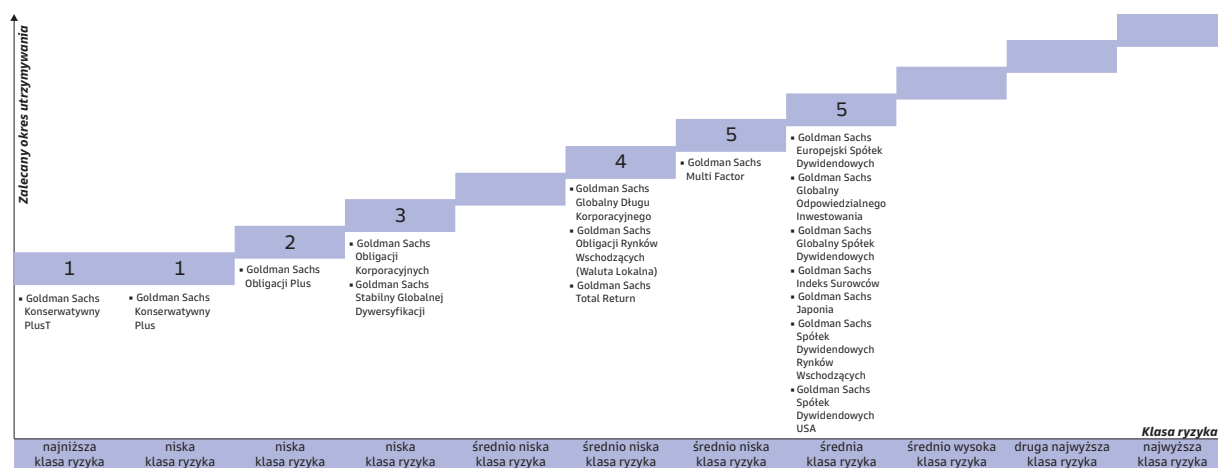 Zalecany okres utrzymywania
1
▪ Goldman Sachs
Konserwatywny
PlusT
1
▪ Goldman Sachs
Konserwatywny
Plus
2
▪ Goldman Sachs
Obligacji Plus
3
▪ Goldman Sachs
Obligacji
Korporacyjnych
▪ Goldman Sachs
Stabilny Globalnej
Dywersyfikacji
4
▪ Goldman Sachs
Globalny Długu
Korporacyjnego
▪ Goldman Sachs
Obligacji Rynków
Wschodzących
(Waluta Lokalna)
▪ Goldman Sachs
Total Return
5
▪ Goldman Sachs
Multi Factor
5
▪ Goldman Sachs
Europejski Spółek
Dywidendowych
▪ Goldman Sachs
Globalny
Odpowiedzialnego
Inwestowania
▪ Goldman Sachs
Globalny Spółek
Dywidendowych
▪ Goldman Sachs
Indeks Surowców
▪ Goldman Sachs
Japonia
▪ Goldman Sachs
Spółek
Dywidendowych
Rynków
Wschodzących
▪ Goldman Sachs
Spółek
Dywidendowych
USA
Klasa ryzyka
najniższa
klasa ryzyka
niska
klasa ryzyka
niska
klasa ryzyka
niska
klasa ryzyka
średnio niska
klasa ryzyka
średnio niska
klasa ryzyka
średnio niska
klasa ryzyka
średnia
klasa ryzyka
średnio wysoka
klasa ryzyka
druga najwyższa
klasa ryzyka
najwyższa
klasa ryzyka